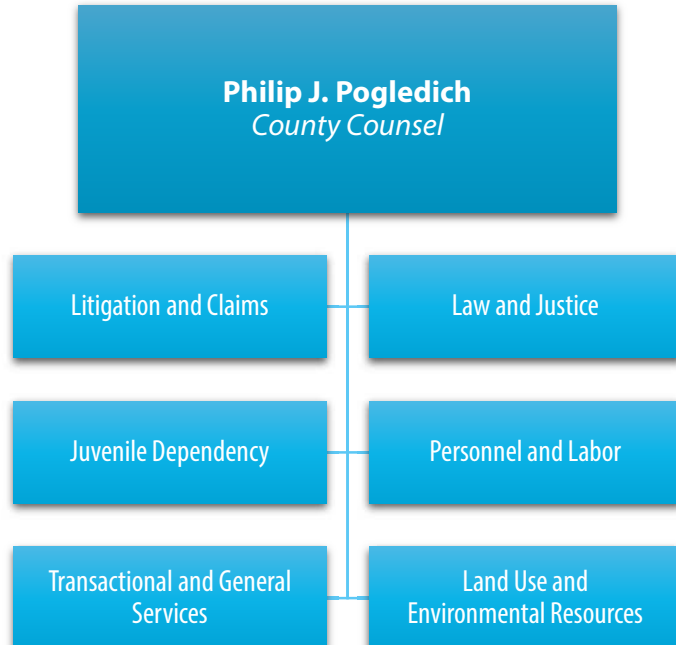 Philip J. Pogledich
County Counsel
Litigation and Claims
Law and Justice
Juvenile Dependency
Personnel and Labor
Transactional and General
Services
Land Use and
Environmental Resources